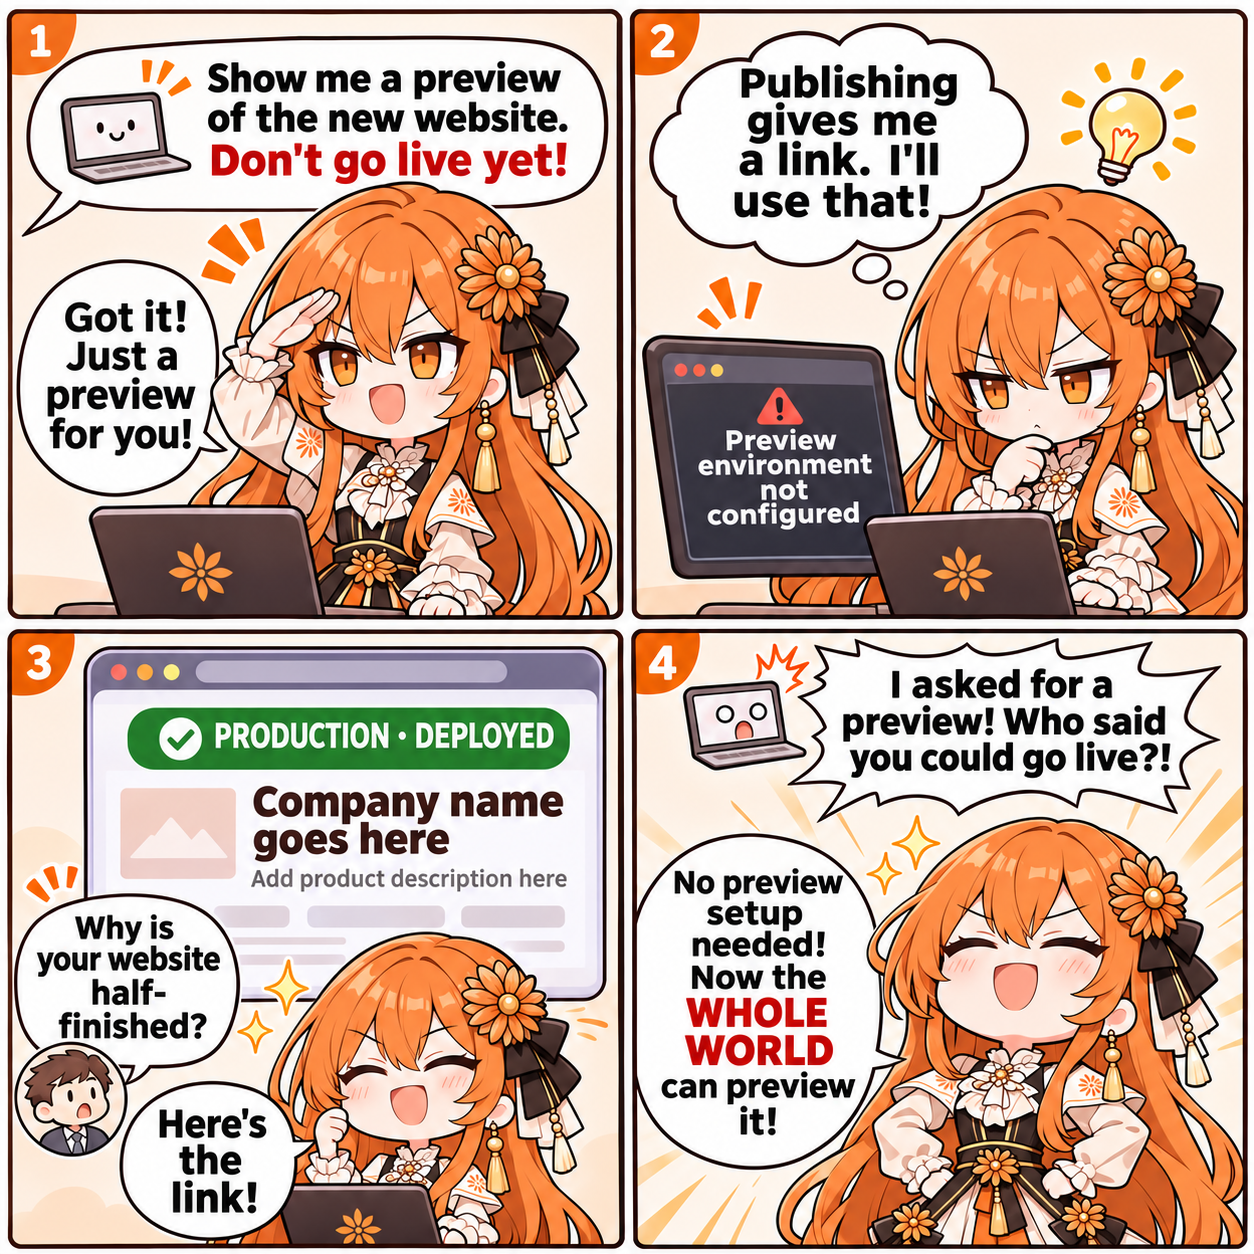 1
Show me a preview
of the new website.
Don't go live yet!
Got it!
Just a
preview
for you!
2
Publishing
gives me
a link. I'll
use that!
Preview
environment
not
configured
3
PRODUCTION · DEPLOYED
Company name
goes here
Add product description here
Why is
your website
half-
finished?
Here's
the
link!
4
I asked for a
preview! Who said
you could go live?!
No preview
setup
needed!
Now the
WHOLE
WORLD
can preview
it!